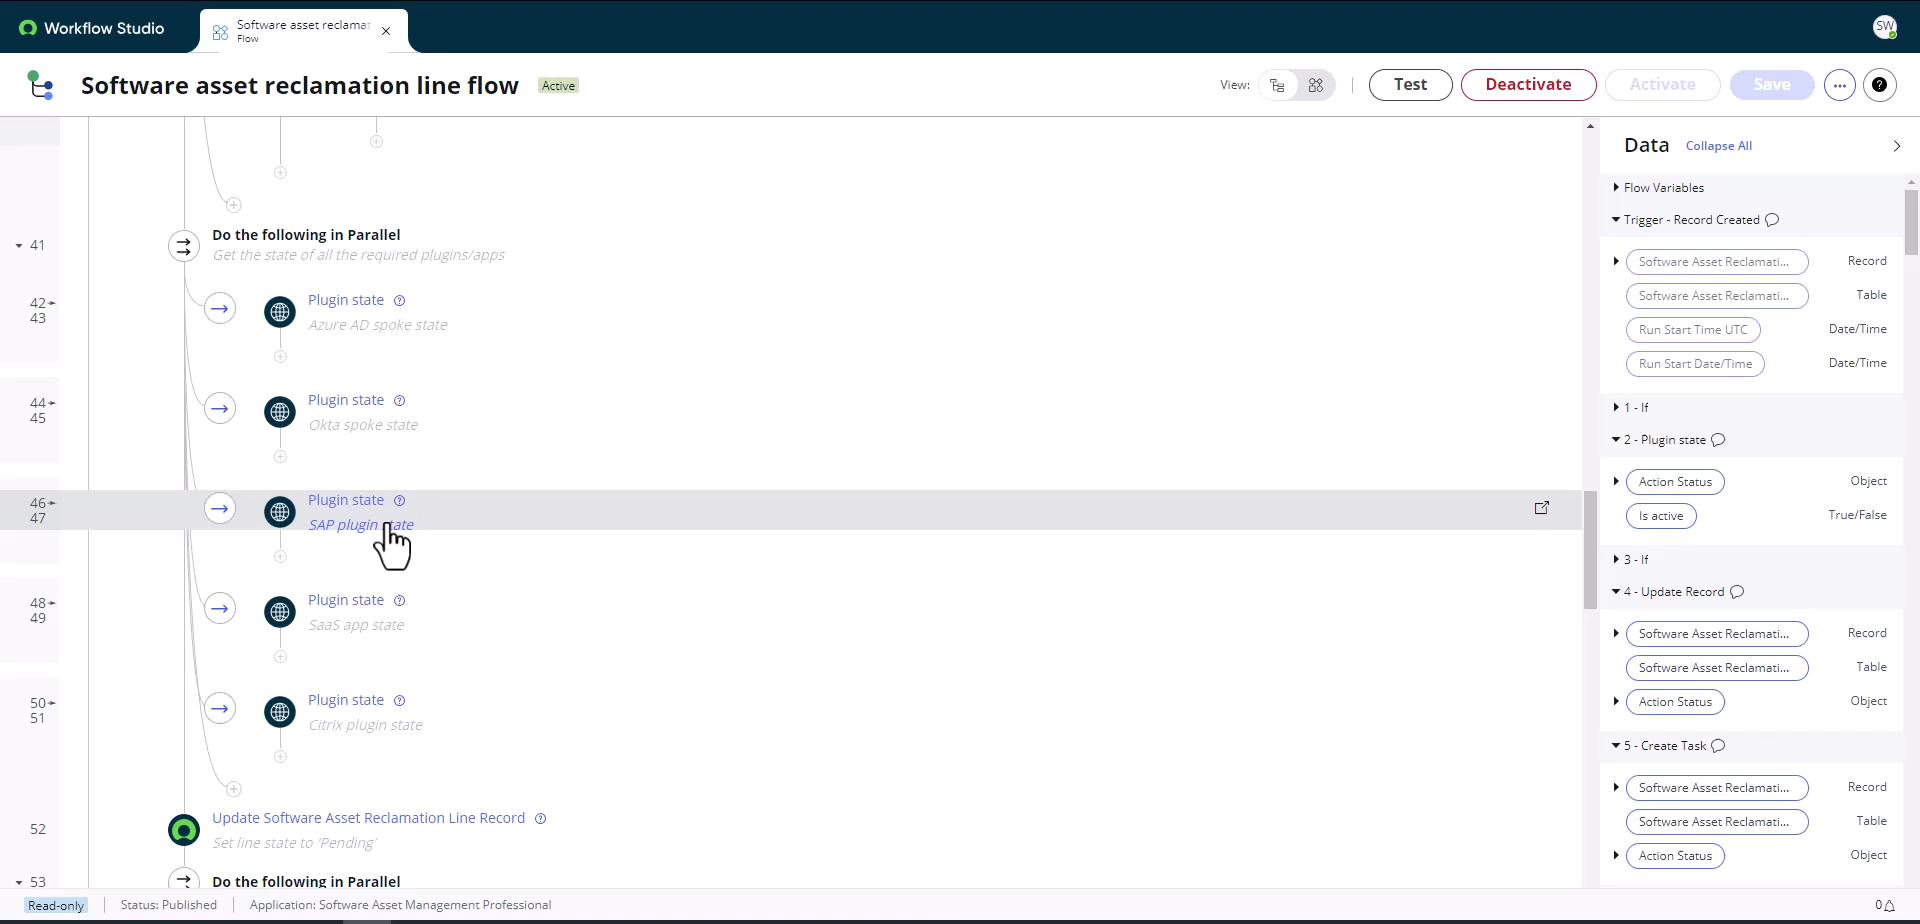 Workflow Studio
Software asset reclamat
Flow
SW
Software asset reclamation line flow
Active
View:
Test
Deactivate
Activate
Save
...
?
Data
Collapse All
Flow Variables
Trigger - Record Created
Software Asset Reclamati...
Record
Software Asset Reclamati...
Table
Run Start Time UTC
Date/Time
Run Start Date/Time
Date/Time
1 - If
2 - Plugin state
Action Status
Object
Is active
True/False
3 - If
4 - Update Record
Software Asset Reclamati...
Record
Software Asset Reclamati...
Table
Action Status
Object
5 - Create Task
Software Asset Reclamati...
Record
Software Asset Reclamati...
Table
Action Status
Object
41
Do the following in Parallel
Get the state of all the required plugins/apps
42
43
Plugin state
Azure AD spoke state
44
45
Plugin state
Okta spoke state
46
47
Plugin state
SAP plugin state
48
49
Plugin state
SaaS app state
50
51
Plugin state
Citrix plugin state
52
Update Software Asset Reclamation Line Record
Set line state to 'Pending'
53
Do the following in Parallel
Read-only
Status: Published
Application: Software Asset Management Professional
0